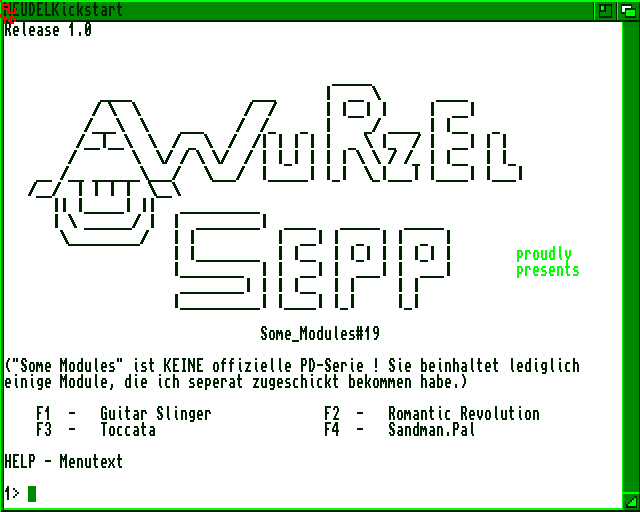 HEUDELKickstart
Release 1.0
A WuRzEL
SEPP
proudly
presents
Some_Modules#19
("Some Modules" ist KEINE offizielle PD-Serie ! Sie beinhaltet lediglich
einige Module, die ich seperat zugeschickt bekommen habe.)
F1 - Guitar Slinger F2 - Romantic Revolution
F3 - Toccata F4 - Sandman.Pal
HELP - Menutext
1>